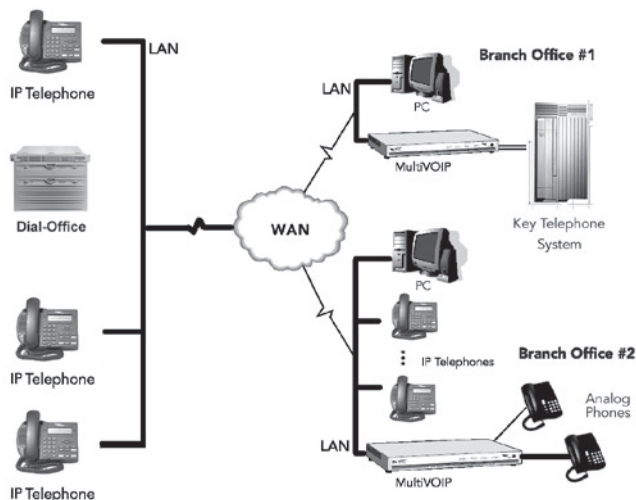 LAN
IP Telephone
Dial-Office
IP Telephone
IP Telephone
WAN
Branch Office #1
LAN
PC
MultiVOIP
Key Telephone
System
PC
IP Telephones
Branch Office #2
Analog
Phones
LAN
MultiVOIP